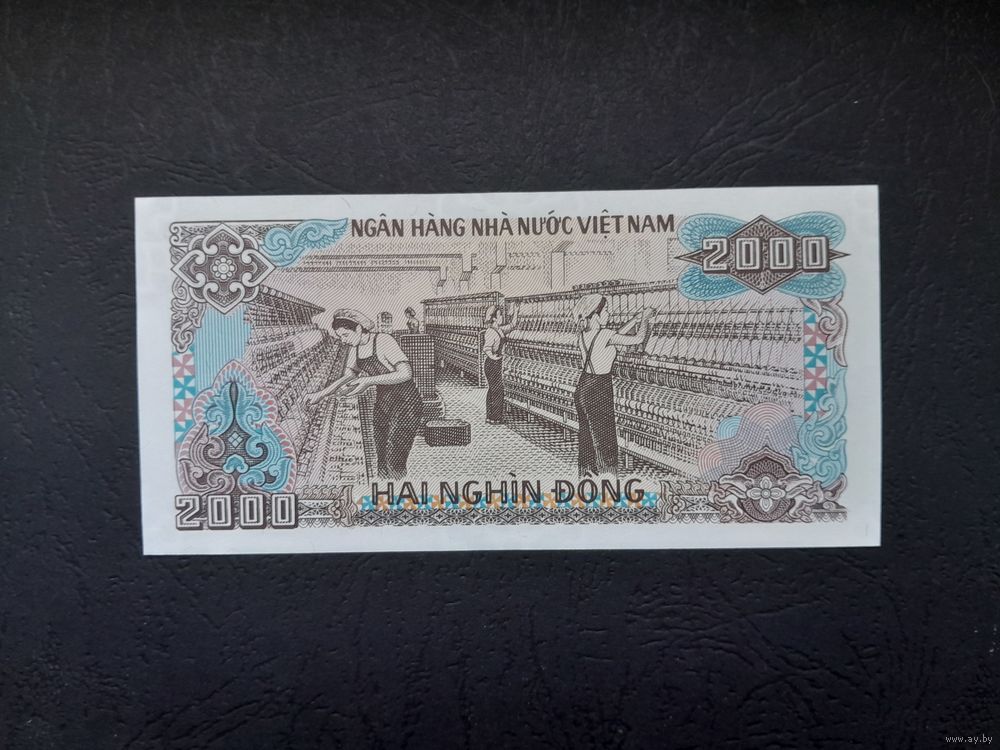 NGÂN HÀNG NHÀ NƯỚC VIỆT NAM
2000
2000
HAI NGHÌN ĐỒNG
www.ay.by